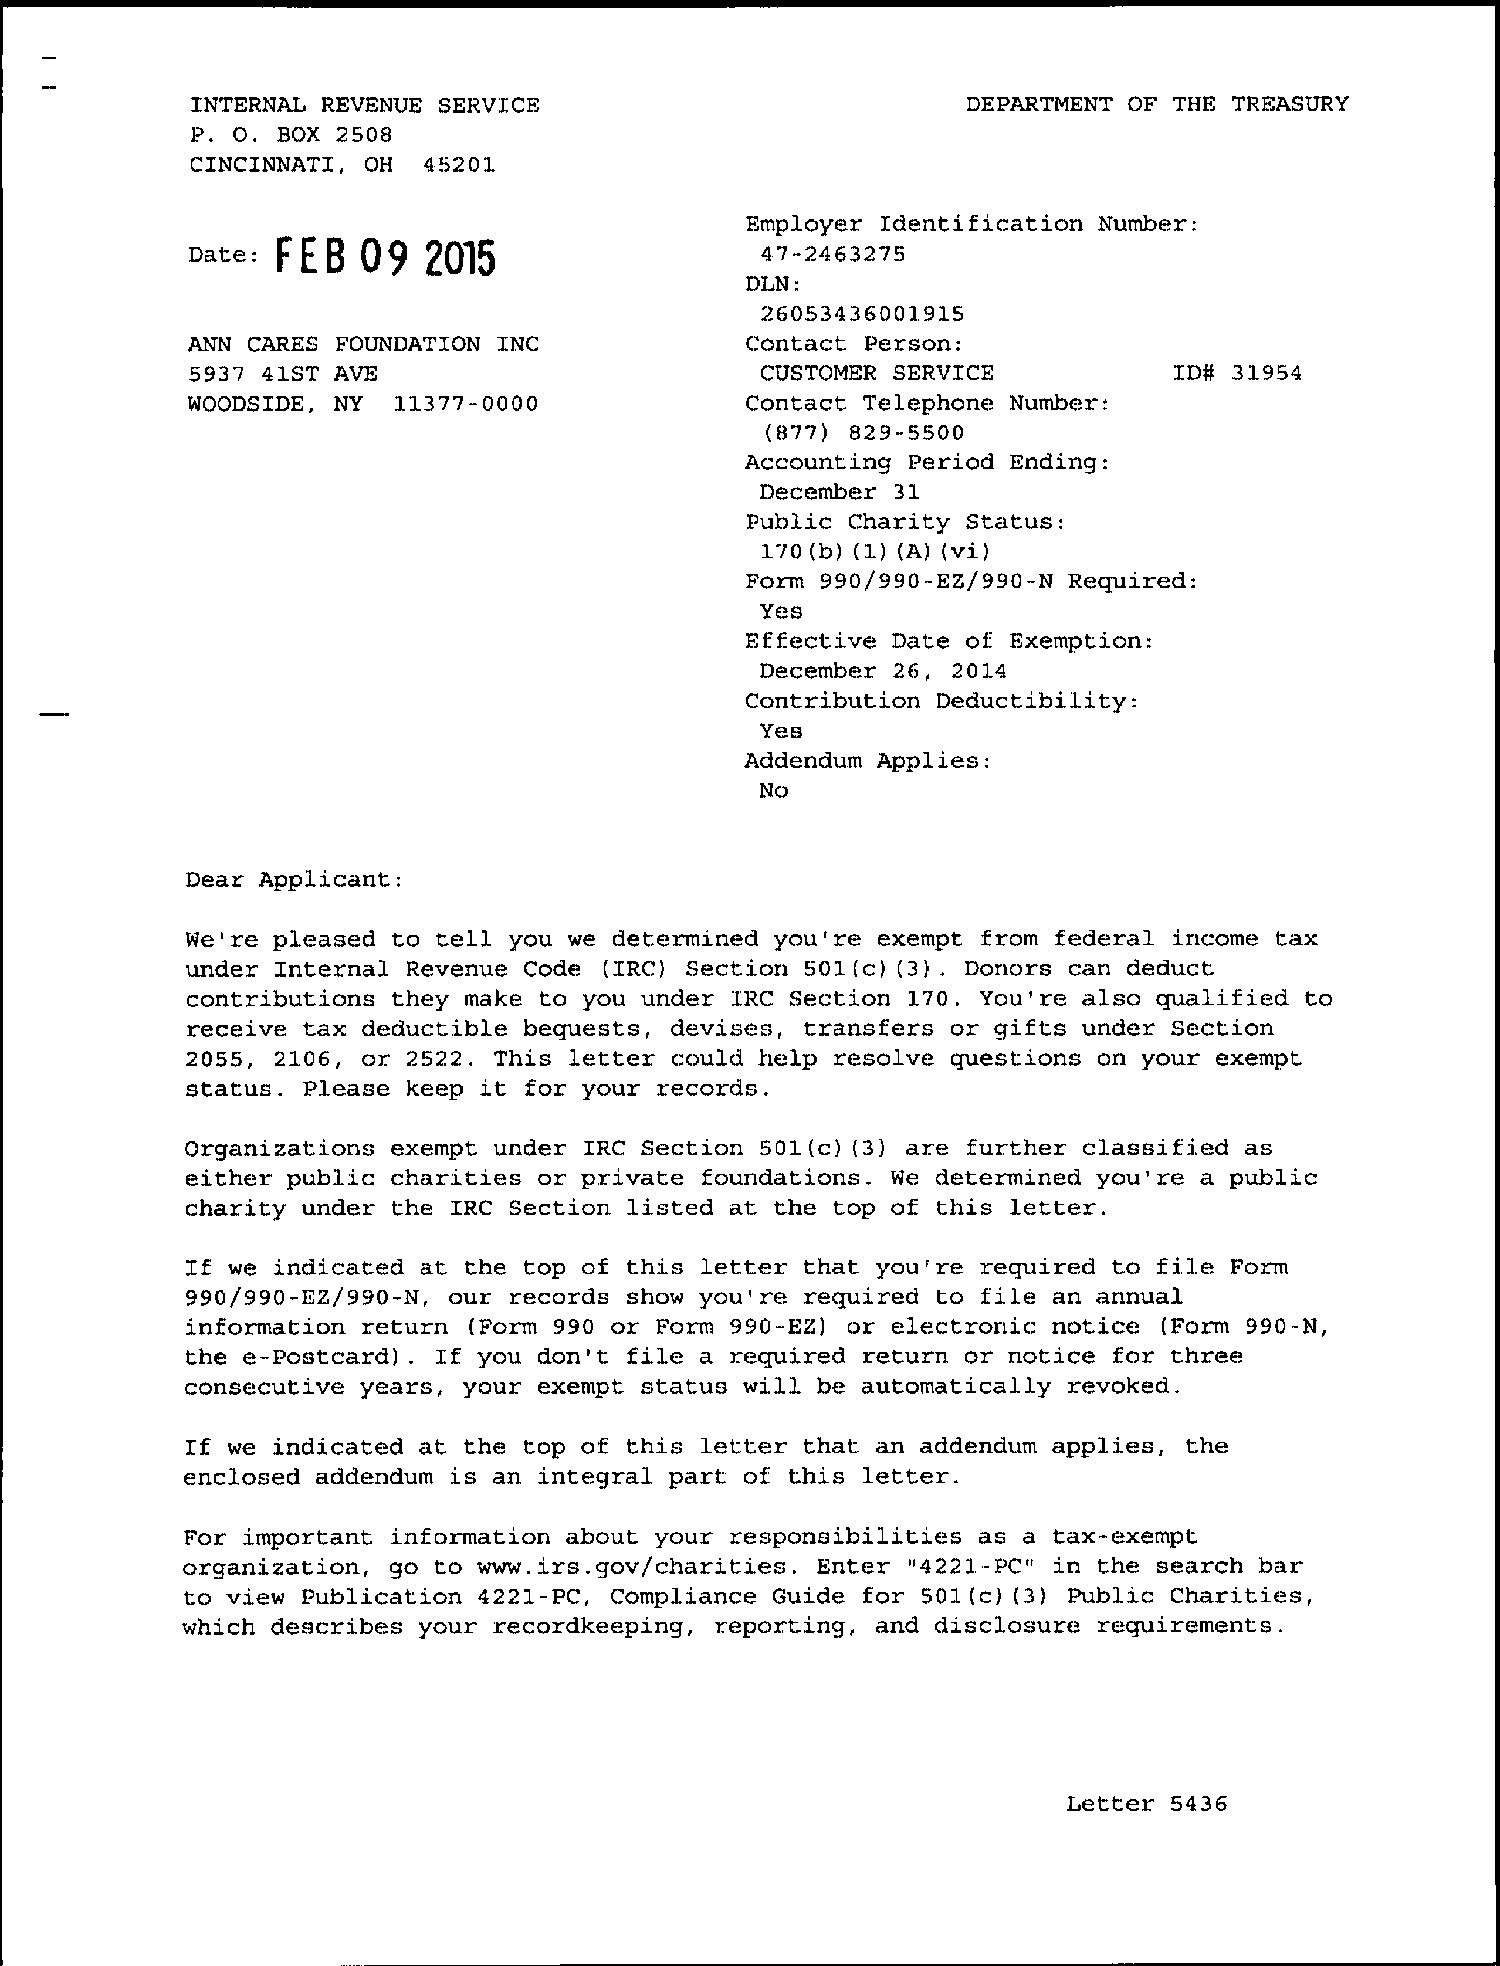 INTERNAL REVENUE SERVICE
P. O. BOX 2508
CINCINNATI, OH 45201
DEPARTMENT OF THE TREASURY
Date: FEB 09 2015
ANN CARES FOUNDATION INC
5937 41ST AVE
WOODSIDE, NY 11377-0000
Employer Identification Number:
47-2463275
DLN:
26053436001915
Contact Person:
CUSTOMER SERVICE ID# 31954
Contact Telephone Number:
(877) 829-5500
Accounting Period Ending:
December 31
Public Charity Status:
170(b)(1)(A)(vi)
Form 990/990-EZ/990-N Required:
Yes
Effective Date of Exemption:
December 26, 2014
Contribution Deductibility:
Yes
Addendum Applies:
No
Dear Applicant:
We're pleased to tell you we determined you're exempt from federal income tax
under Internal Revenue Code (IRC) Section 501(c)(3). Donors can deduct
contributions they make to you under IRC Section 170. You're also qualified to
receive tax deductible bequests, devises, transfers or gifts under Section
2055, 2106, or 2522. This letter could help resolve questions on your exempt
status. Please keep it for your records.
Organizations exempt under IRC Section 501(c)(3) are further classified as
either public charities or private foundations. We determined you're a public
charity under the IRC Section listed at the top of this letter.
If we indicated at the top of this letter that you're required to file Form
990/990-EZ/990-N, our records show you're required to file an annual
information return (Form 990 or Form 990-EZ) or electronic notice (Form 990-N,
the e-Postcard). If you don't file a required return or notice for three
consecutive years, your exempt status will be automatically revoked.
If we indicated at the top of this letter that an addendum applies, the
enclosed addendum is an integral part of this letter.
For important information about your responsibilities as a tax-exempt
organization, go to www.irs.gov/charities. Enter "4221-PC" in the search bar
to view Publication 4221-PC, Compliance Guide for 501(c)(3) Public Charities,
which describes your recordkeeping, reporting, and disclosure requirements.
Letter 5436